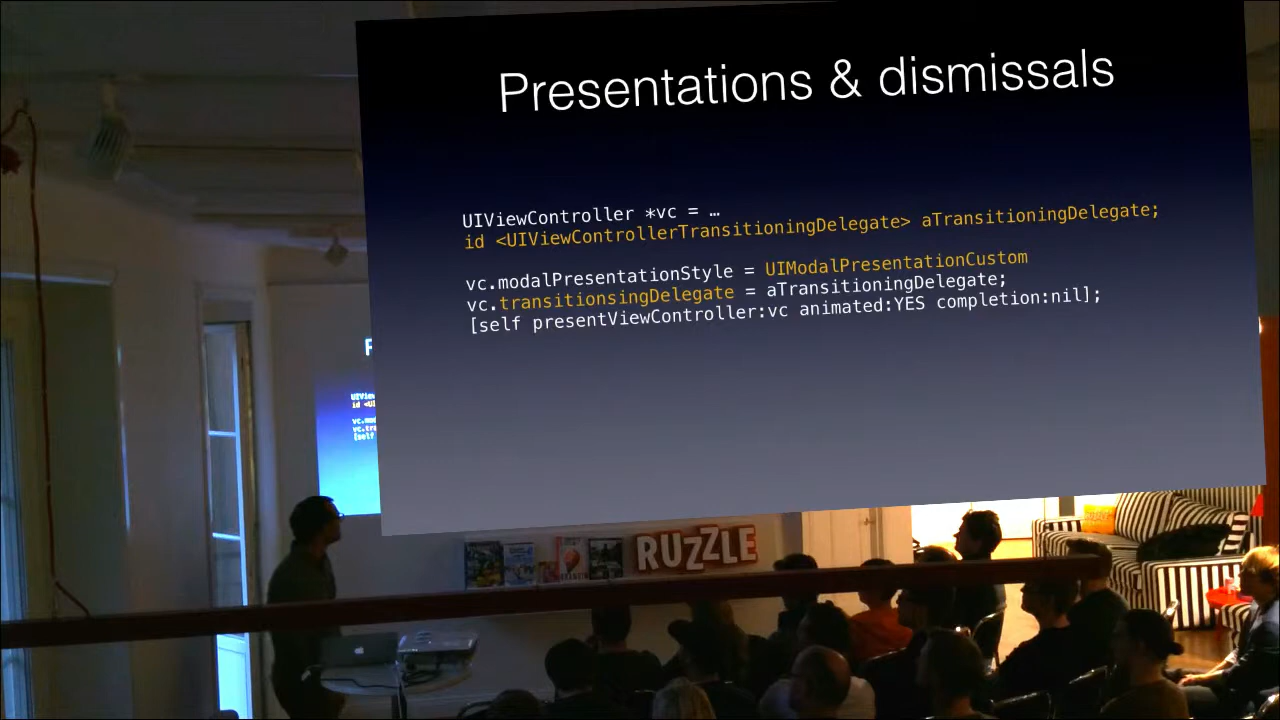 Presentations & dismissals
UIViewController *vc = …
id <UIViewControllerTransitioningDelegate> aTransitioningDelegate;
vc.modalPresentationStyle = UIModalPresentationCustom
vc.transitionsingDelegate = aTransitioningDelegate;
[self presentViewController:vc animated:YES completion:nil];
RUZZLE